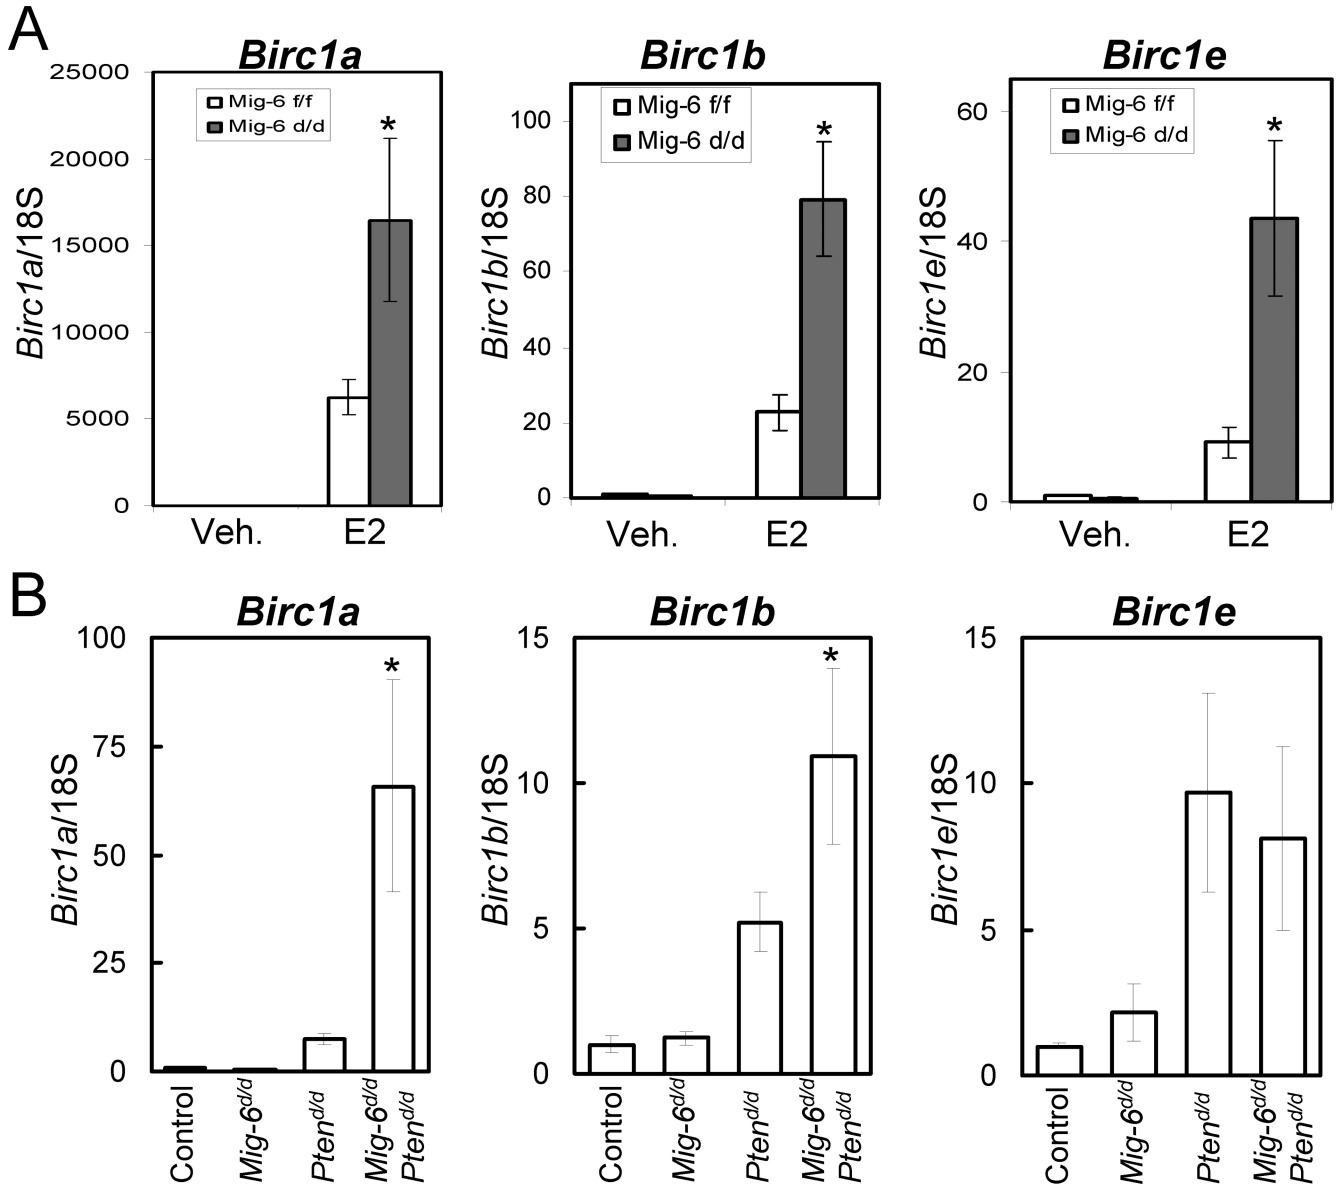 A
Birc1a
Birc1b
Birc1e
Birc1a/18S
25000
20000
15000
10000
5000
0
Mig-6 f/f
Mig-6 d/d
*
Veh.
E2
Birc1b/18S
100
80
60
40
20
0
Mig-6 f/f
Mig-6 d/d
*
Veh.
E2
Birc1e/18S
60
40
20
0
Mig-6 f/f
Mig-6 d/d
*
Veh.
E2
B
Birc1a
Birc1b
Birc1e
Birc1a/18S
100
75
50
25
0
*
Control
Mig-6d/d
Ptend/d
Mig-6d/d
Ptend/d
Birc1b/18S
15
10
5
0
*
Control
Mig-6d/d
Ptend/d
Mig-6d/d
Ptend/d
Birc1e/18S
15
10
5
0
Control
Mig-6d/d
Ptend/d
Mig-6d/d
Ptend/d